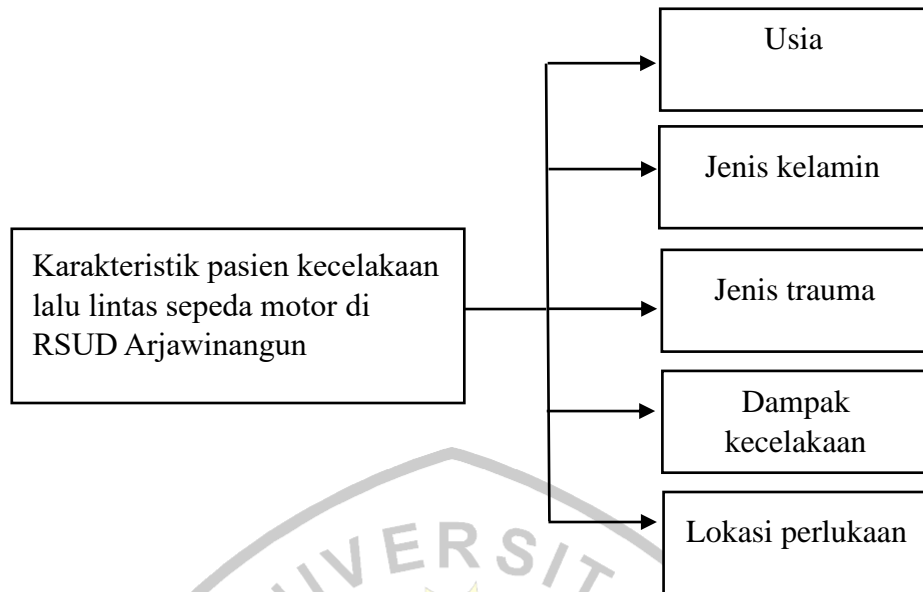 Usia
Jenis kelamin
Karakteristik pasien kecelakaan
lalu lintas sepeda motor di
RSUD Arjawinangun
Jenis trauma
Dampak
kecelakaan
Lokasi perlukaan
UNIVERSIT